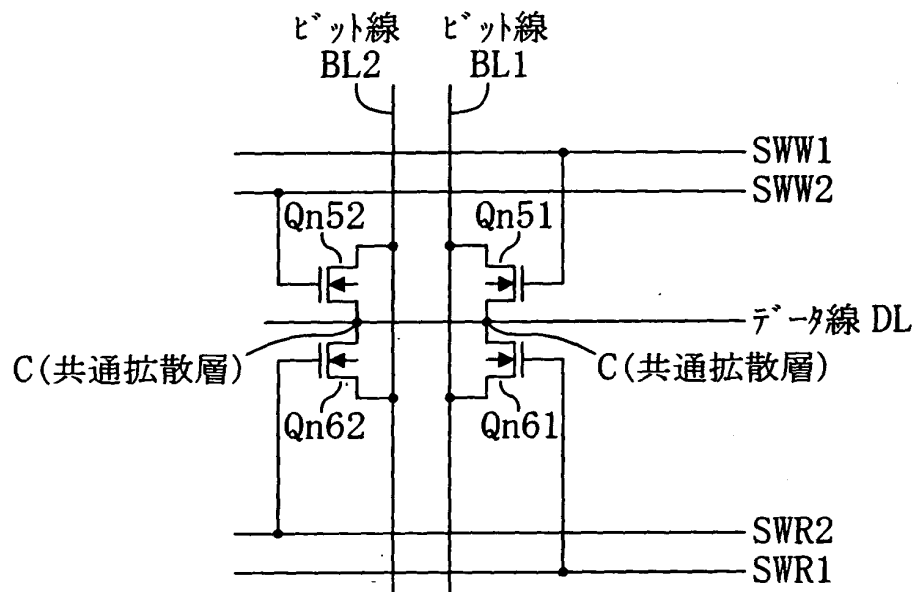 ビット線 ビット線
BL2 BL1
SWW1
SWW2
Qn52 Qn51
データ線 DL
C(共通拡散層) C(共通拡散層)
Qn62 Qn61
SWR2
SWR1